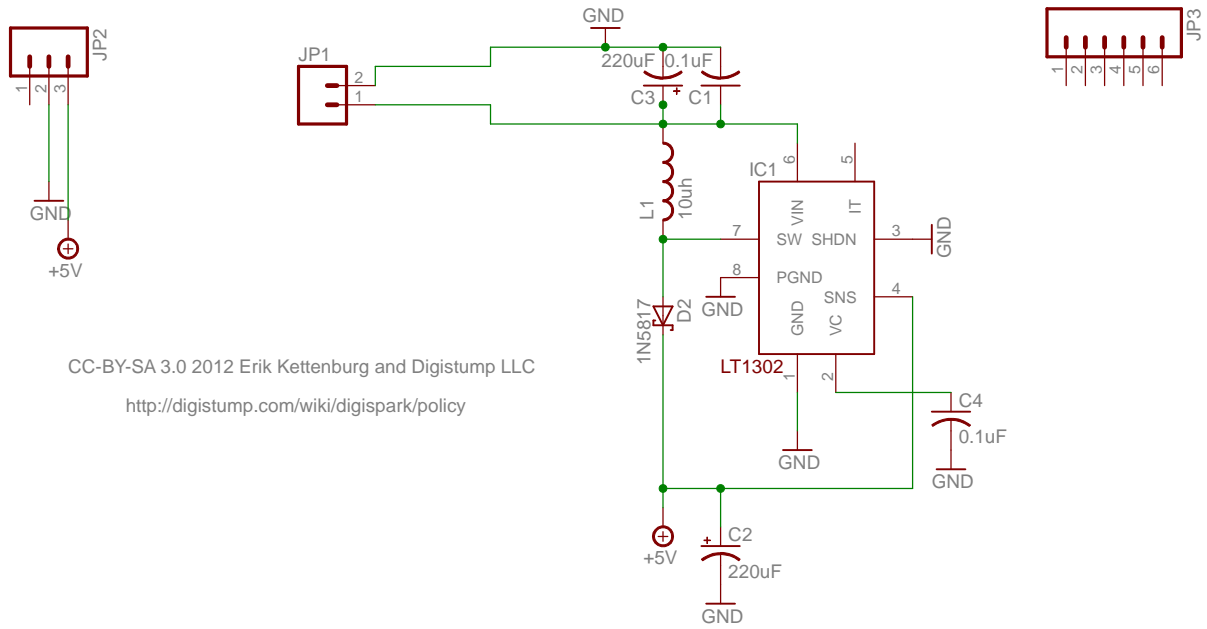 GND
JP2
1
2
3
GND
+5V
JP1
2
1
220uF
0.1uF
C3
C1
JP3
1
2
3
4
5
6
L1
10uh
IC1
6
5
VIN
IT
7
SW
SHDN
3
GND
8
PGND
GND
SNS
4
GND
VC
LT1302
1
2
1N5817
D2
CC-BY-SA 3.0 2012 Erik Kettenburg and Digistump LLC
http://digistump.com/wiki/digispark/policy
C4
0.1uF
GND
GND
+5V
C2
220uF
GND